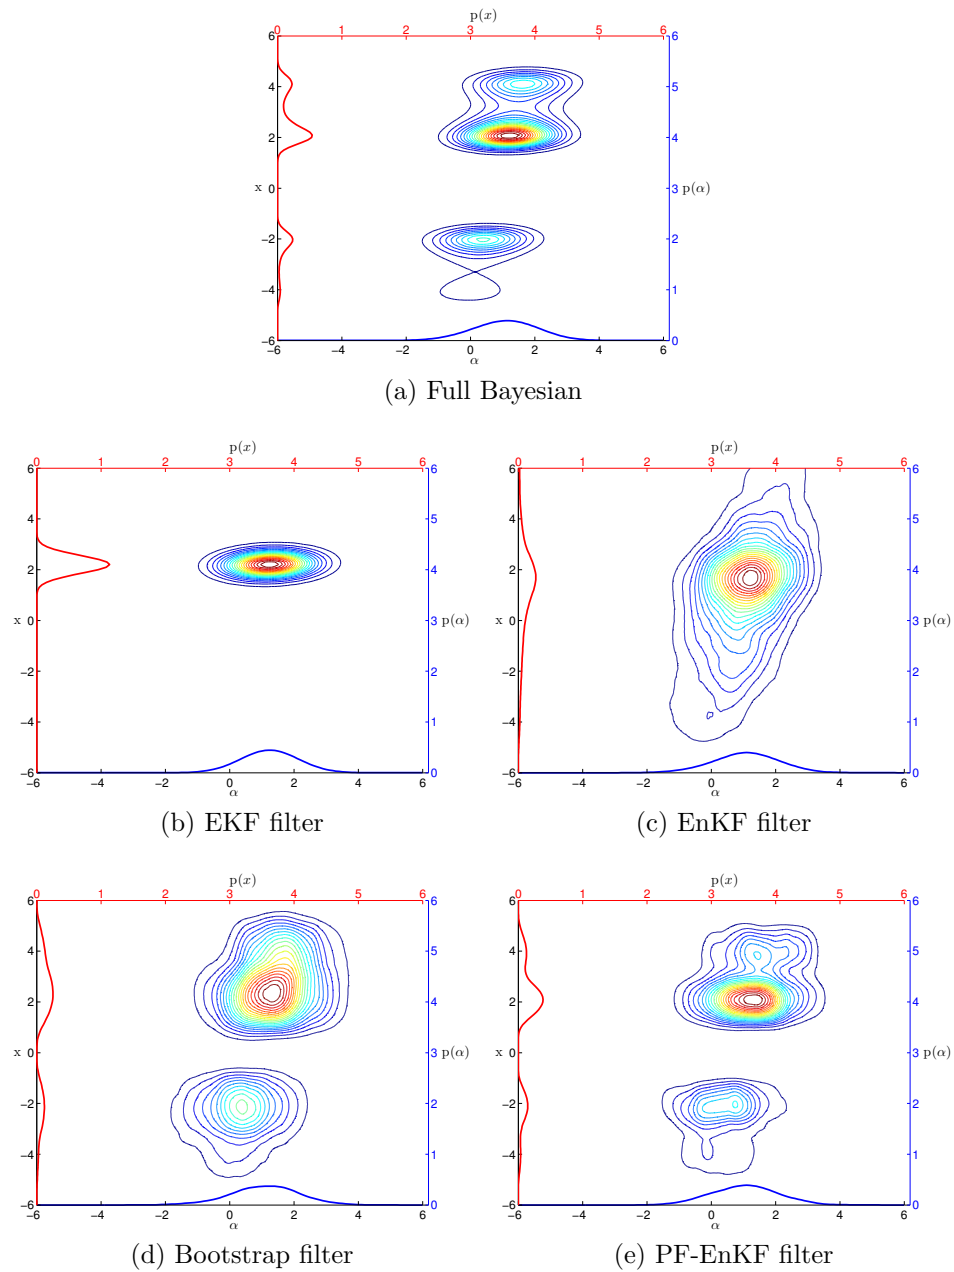 p(x)
0 1 2 3 4 5 6
6 6
4 5
2 4
x 0 3 p(α)
−2 2
−4 1
−6 0
−6 −4 −2 0 2 4 6
α
(a) Full Bayesian
p(x) p(x)
0 1 2 3 4 5 6 0 1 2 3 4 5 6
6 6 6 6
4 5 4 5
2 4 2 4
x 0 3 p(α) x 0 3 p(α)
−2 2 −2 2
−4 1 −4 1
−6 0 −6 0
−6 −4 −2 0 2 4 6 −6 −4 −2 0 2 4 6
α α
(b) EKF filter (c) EnKF filter
p(x) p(x)
0 1 2 3 4 5 6 0 1 2 3 4 5 6
6 6 6 6
4 5 4 5
2 4 2 4
x 0 3 p(α) x 0 3 p(α)
−2 2 −2 2
−4 1 −4 1
−6 0 −6 0
−6 −4 −2 0 2 4 6 −6 −4 −2 0 2 4 6
α α
(d) Bootstrap filter (e) PF-EnKF filter